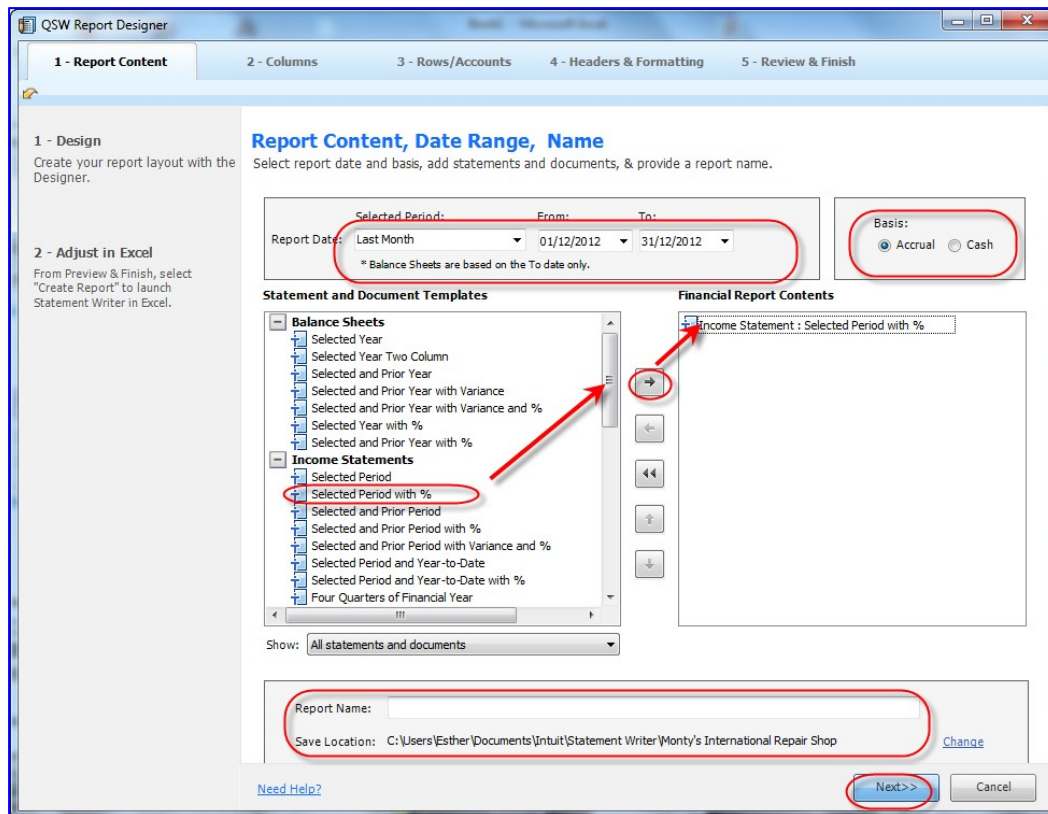 QSW Report Designer
1 - Report Content
2 - Columns
3 - Rows/Accounts
4 - Headers & Formatting
5 - Review & Finish
1 - Design
Create your report layout with the
Designer.
2 - Adjust in Excel
From Preview & Finish, select
"Create Report" to launch
Statement Writer in Excel.
Report Content, Date Range, Name
Select report date and basis, add statements and documents, & provide a report name.
Selected Period: From: To:
Report Date: Last Month 01/12/2012 31/12/2012
* Balance Sheets are based on the To date only.
Basis:
Accrual Cash
Statement and Document Templates
Balance Sheets
Selected Year
Selected Year Two Column
Selected and Prior Year
Selected and Prior Year with Variance
Selected and Prior Year with Variance and %
Selected Year with %
Selected and Prior Year with %
Income Statements
Selected Period
Selected Period with %
Selected and Prior Period
Selected and Prior Period with %
Selected and Prior Period with Variance and %
Selected Period and Year-to-Date
Selected Period and Year-to-Date with %
Four Quarters of Financial Year
Financial Report Contents
Income Statement : Selected Period with %
Show: All statements and documents
Report Name:
Save Location: C:\Users\Esther\Documents\Intuit\Statement Writer\Monty's International Repair Shop
Change
Need Help?
Next>>
Cancel